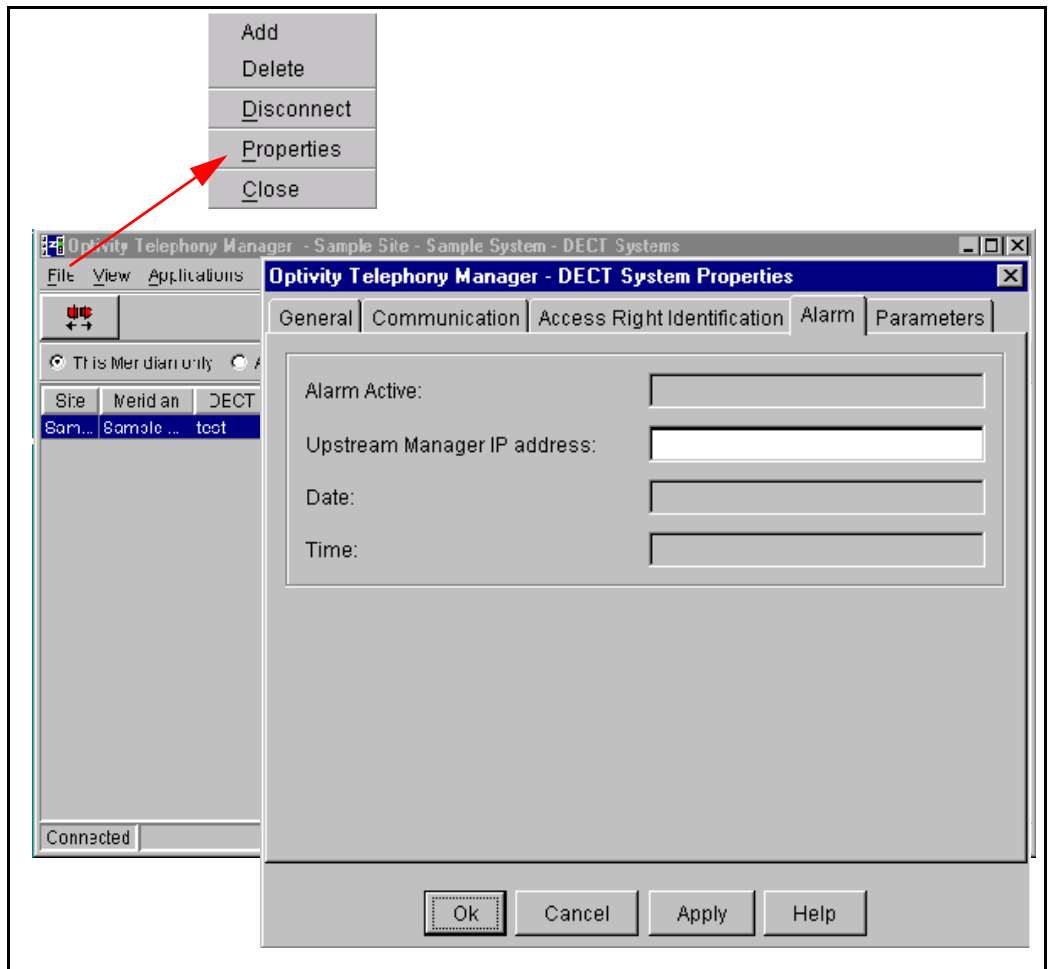 Add
Delete
Disconnect
Properties
Close
Optivity Telephony Manager - Sample Site - Sample System - DECT Systems
File View Applications
Optivity Telephony Manager - DECT System Properties
General Communication Access Right Identification Alarm Parameters
This Meridian only A
Site Meridian DECT
Sam... Sample ... test
Alarm Active:
Upstream Manager IP address:
Date:
Time:
Connected
Ok Cancel Apply Help